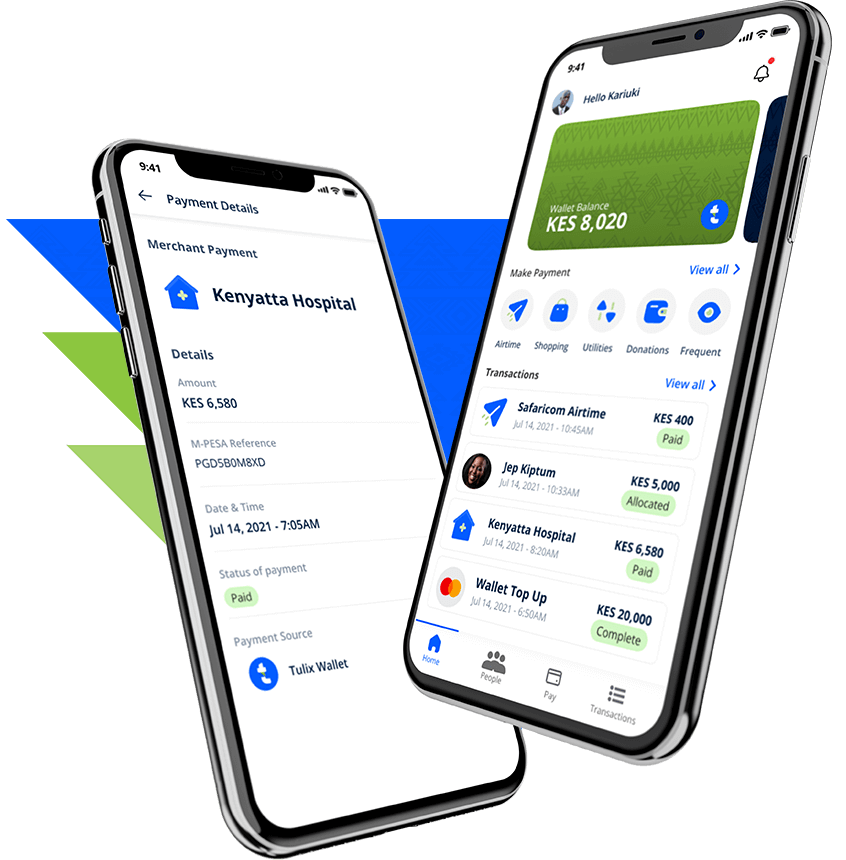 9:41
Payment Details
Merchant Payment
Kenyatta Hospital
Details
Amount
KES 6,580
M-PESA Reference
PGD5B0M8XD
Date & Time
Jul 14, 2021 - 7:05AM
Status of payment
Paid
Payment Source
Tulix Wallet
9:41
Hello Kariuki
Wallet Balance
KES 8,020
Make Payment
View all
Airtime
Shopping
Utilities
Donations
Frequent
Transactions
View all
Safaricom Airtime
KES 400
Jul 14, 2021 - 10:45AM
Paid
Jep Kiptum
KES 5,000
Jul 14, 2021 - 10:33AM
Allocated
Kenyatta Hospital
KES 6,580
Jul 14, 2021 - 8:20AM
Paid
Wallet Top Up
KES 20,000
Jul 14, 2021 - 6:50AM
Complete
Home
People
Pay
Transactions